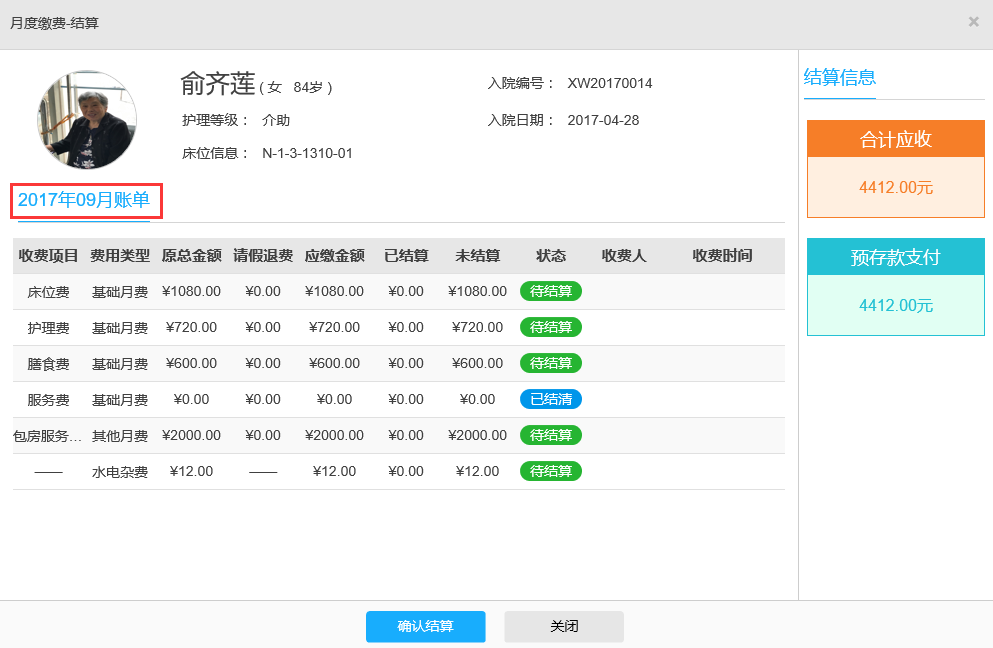 月度缴费-结算 ×
俞齐莲 ( 女 84岁 ) 入院编号： XW20170014
护理等级： 介助 入院日期： 2017-04-28
床位信息： N-1-3-1310-01
2017年09月账单
收费项目 费用类型 原总金额 请假退费 应缴金额 已结算 未结算 状态 收费人 收费时间
床位费 基础月费 ¥1080.00 ¥0.00 ¥1080.00 ¥0.00 ¥1080.00 待结算
护理费 基础月费 ¥720.00 ¥0.00 ¥720.00 ¥0.00 ¥720.00 待结算
膳食费 基础月费 ¥600.00 ¥0.00 ¥600.00 ¥0.00 ¥600.00 待结算
服务费 基础月费 ¥0.00 ¥0.00 ¥0.00 ¥0.00 ¥0.00 已结清
包房服务… 其他月费 ¥2000.00 ¥0.00 ¥2000.00 ¥0.00 ¥2000.00 待结算
—— 水电杂费 ¥12.00 —— ¥12.00 ¥0.00 ¥12.00 待结算
结算信息
合计应收
4412.00元
预存款支付
4412.00元
确认结算 关闭